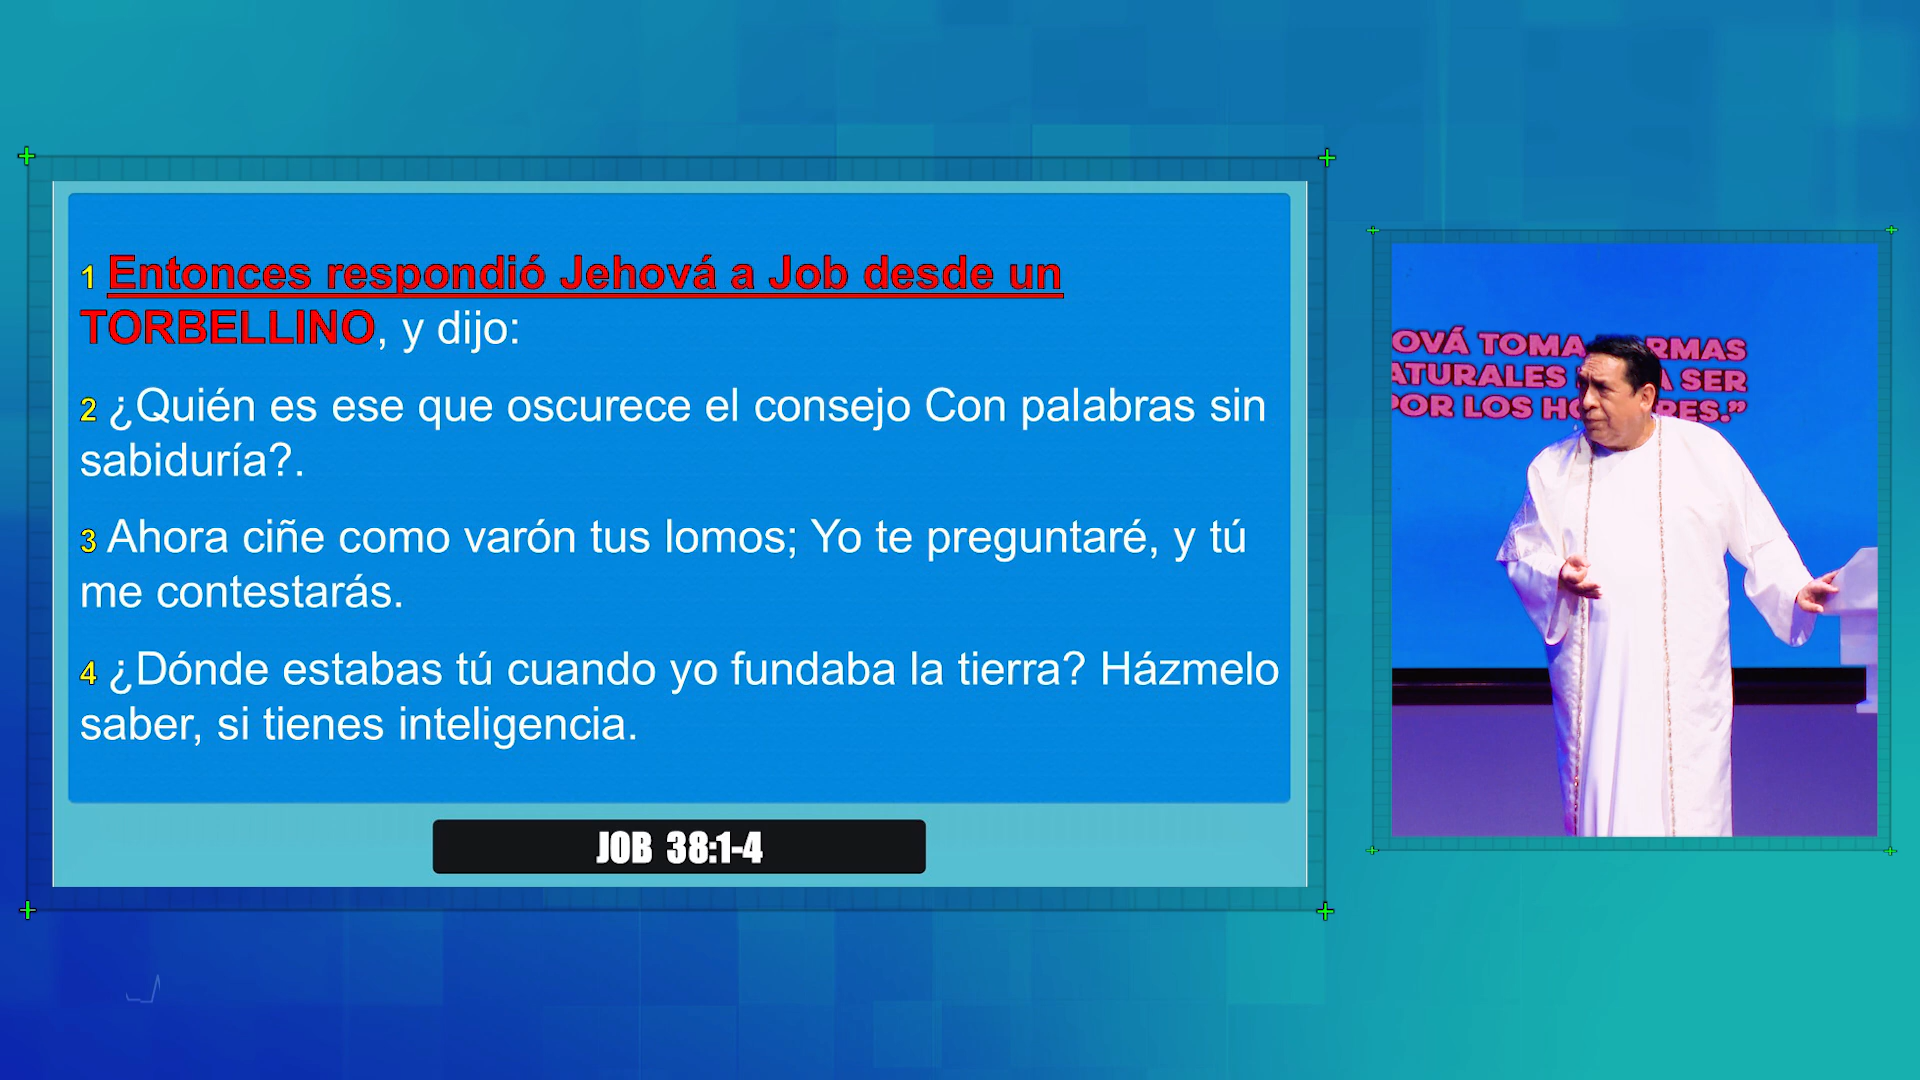 1 Entonces respondió Jehová a Job desde un
TORBELLINO, y dijo:
2 ¿Quién es ese que oscurece el consejo Con palabras sin
sabiduría?.
3 Ahora ciñe como varón tus lomos; Yo te preguntaré, y tú
me contestarás.
4 ¿Dónde estabas tú cuando yo fundaba la tierra? Házmelo
saber, si tienes inteligencia.
JOB 38:1-4
OVÁ TOMA RMAS
ATURALES A SER
POR LOS HO RES.”